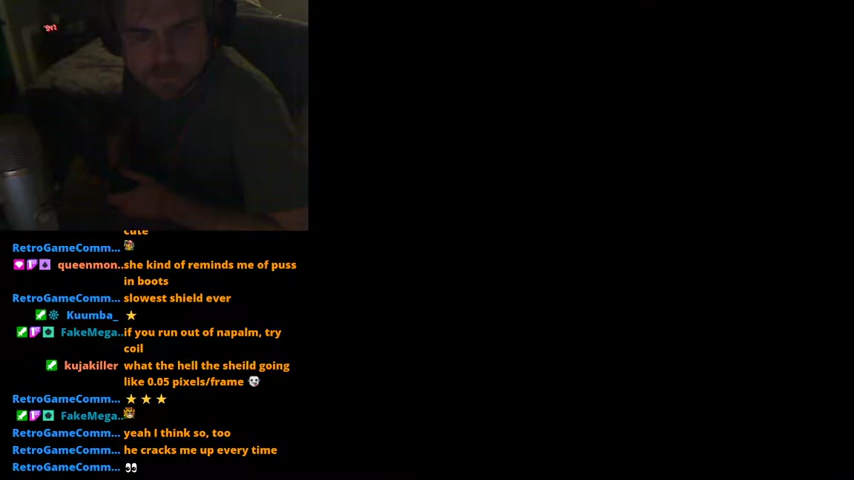 cute
RetroGameComm...
queenmon.. she kind of reminds me of puss
in boots
RetroGameComm... slowest shield ever
Kuumba_
FakeMega.. if you run out of napalm, try
coil
kujakiller what the hell the sheild going
like 0.05 pixels/frame
RetroGameComm...
FakeMega..
RetroGameComm... yeah I think so, too
RetroGameComm... he cracks me up every time
RetroGameComm...